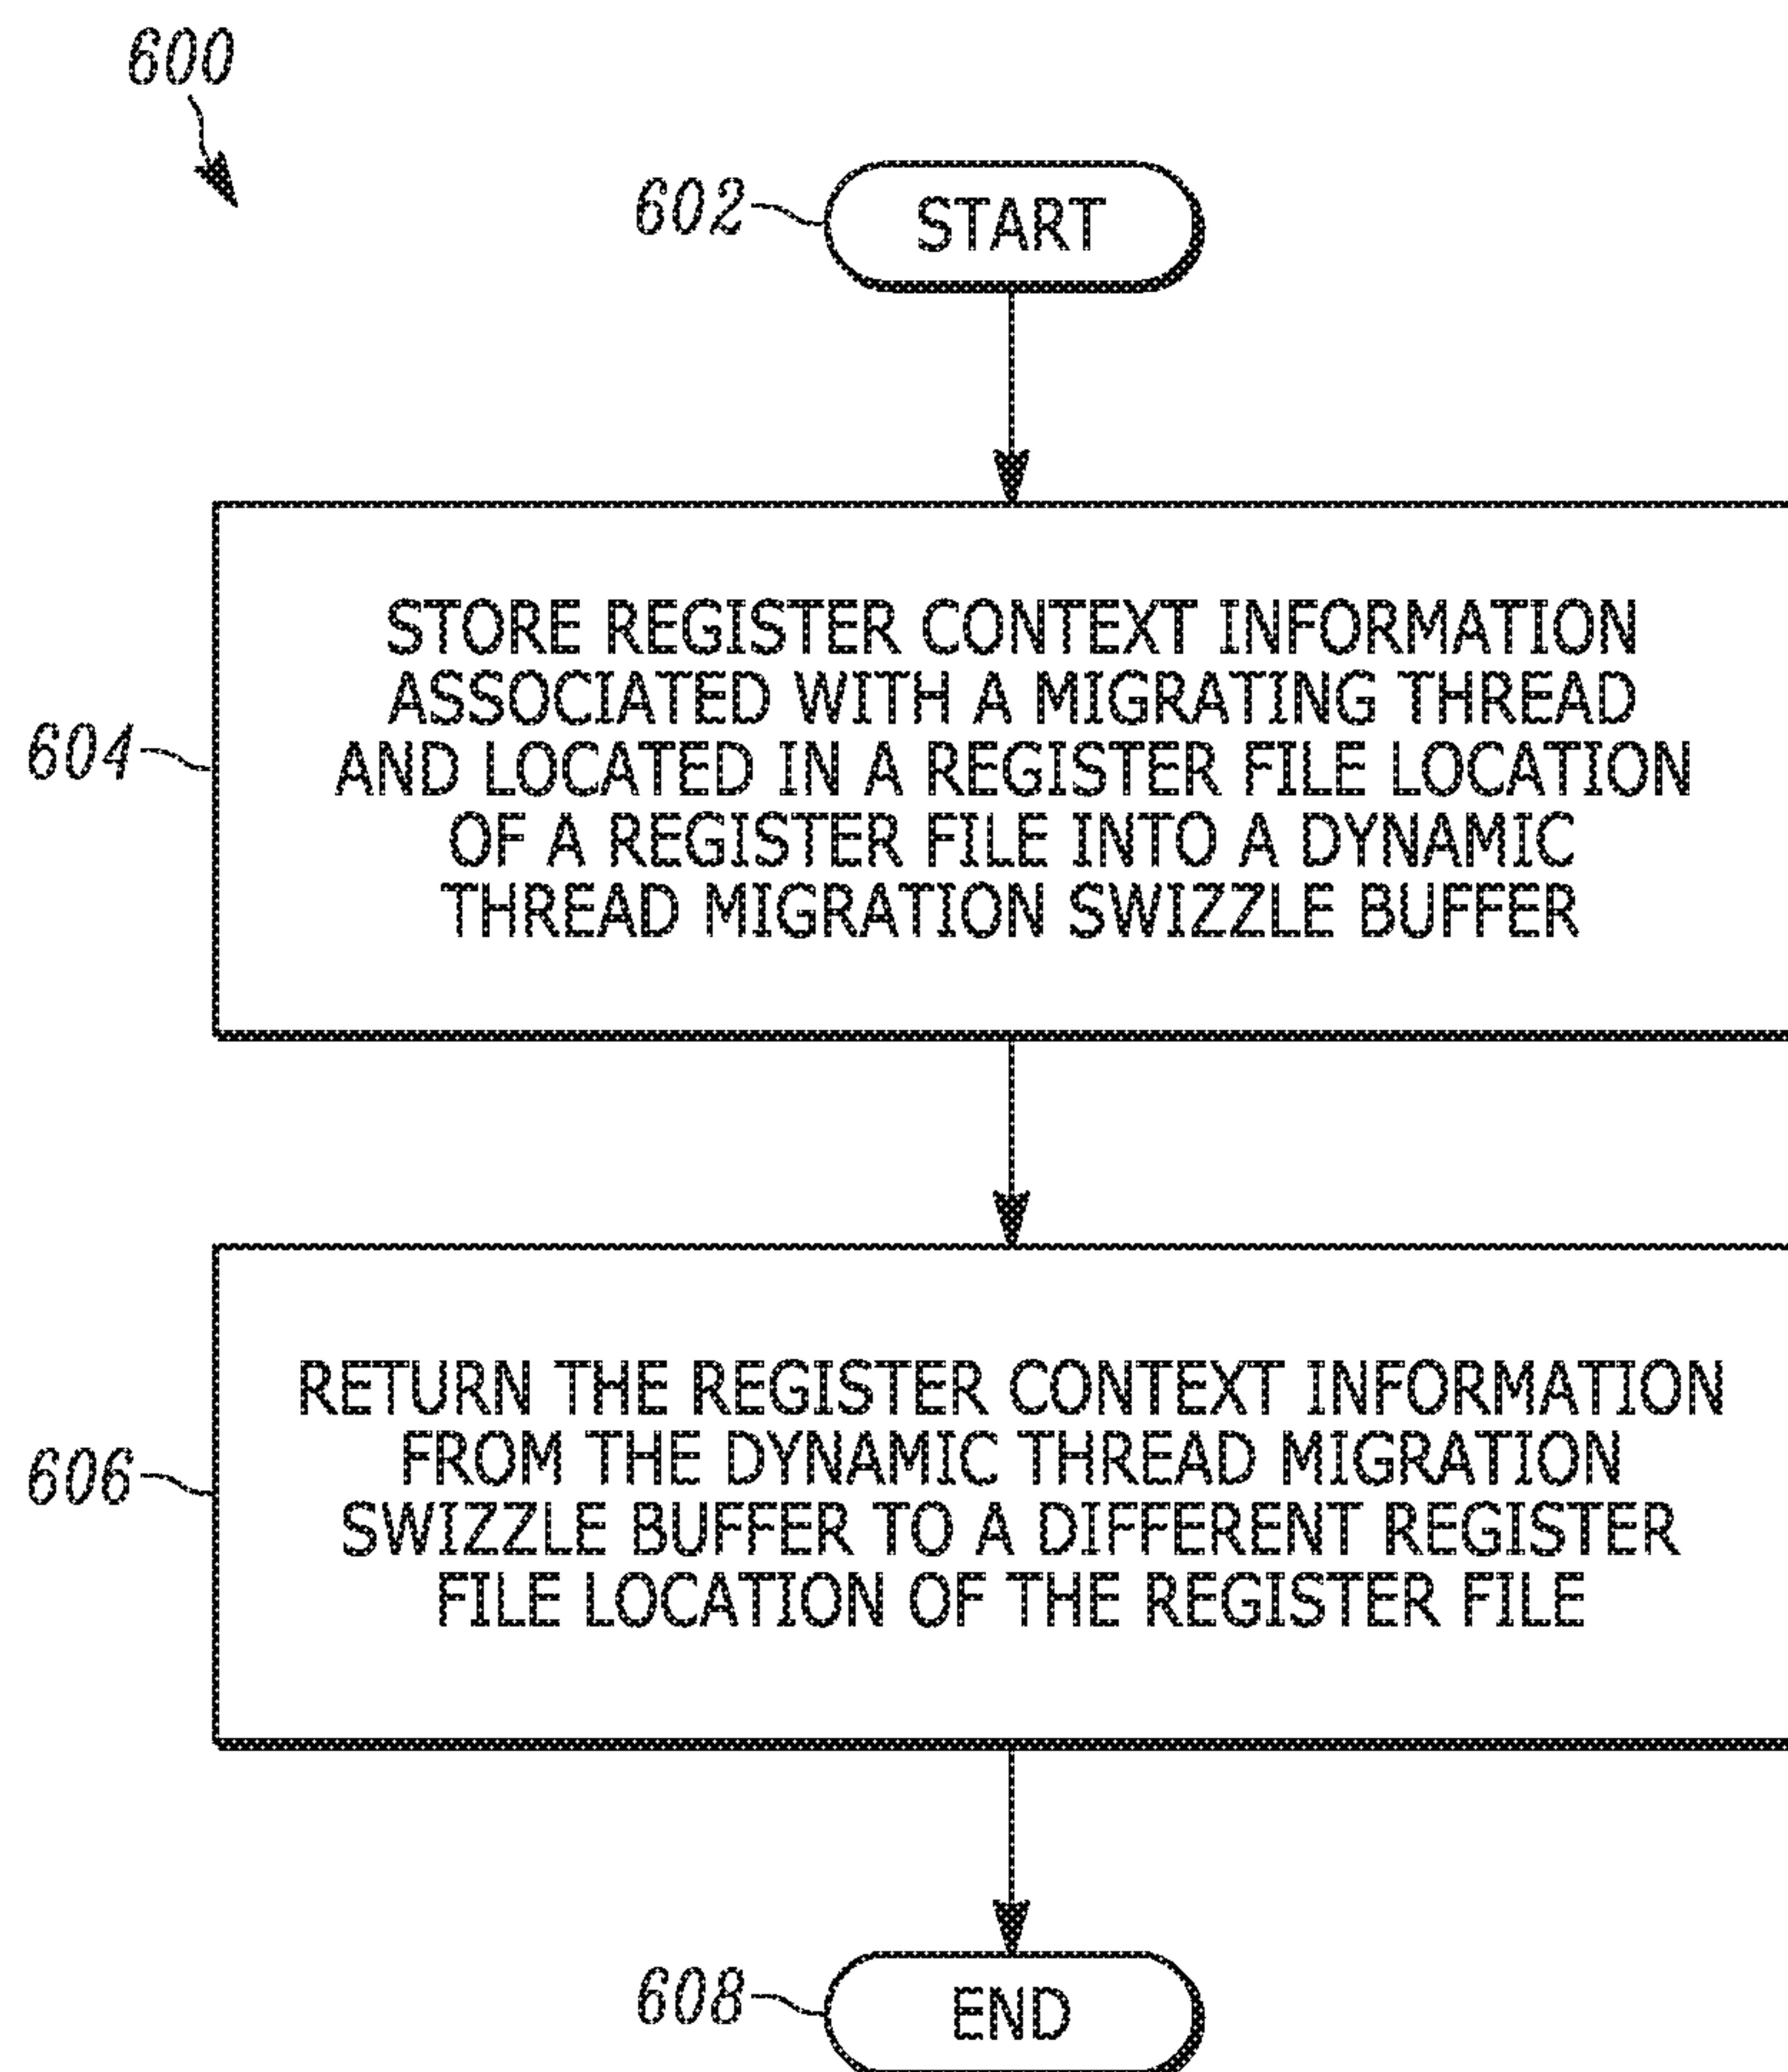 600
602
START
604
STORE REGISTER CONTEXT INFORMATION
ASSOCIATED WITH A MIGRATING THREAD
AND LOCATED IN A REGISTER FILE LOCATION
OF A REGISTER FILE INTO A DYNAMIC
THREAD MIGRATION SWIZZLE BUFFER
606
RETURN THE REGISTER CONTEXT INFORMATION
FROM THE DYNAMIC THREAD MIGRATION
SWIZZLE BUFFER TO A DIFFERENT REGISTER
FILE LOCATION OF THE REGISTER FILE
608
END